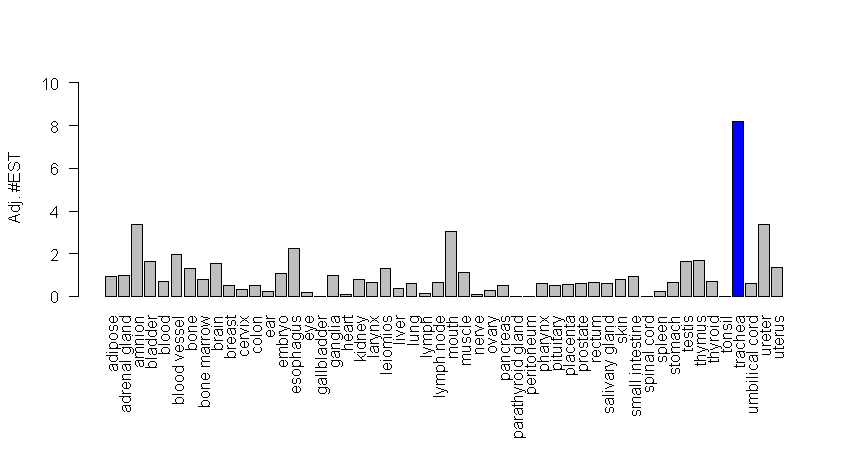 Adj. #EST
10
8
6
4
2
0
adipose
adrenal gland
amnion
bladder
blood
blood vessel
bone
bone marrow
brain
breast
cervix
colon
ear
embryo
esophagus
eye
gallbladder
ganglia
heart
kidney
larynx
leiomios
liver
lung
lymph
lymph node
mouth
muscle
nerve
ovary
pancreas
parathyroid gland
peritoneum
pharynx
pituitary
placenta
prostate
rectum
salivary gland
skin
small intestine
spinal cord
spleen
stomach
testis
thymus
thyroid
tonsil
trachea
umbilical cord
ureter
uterus